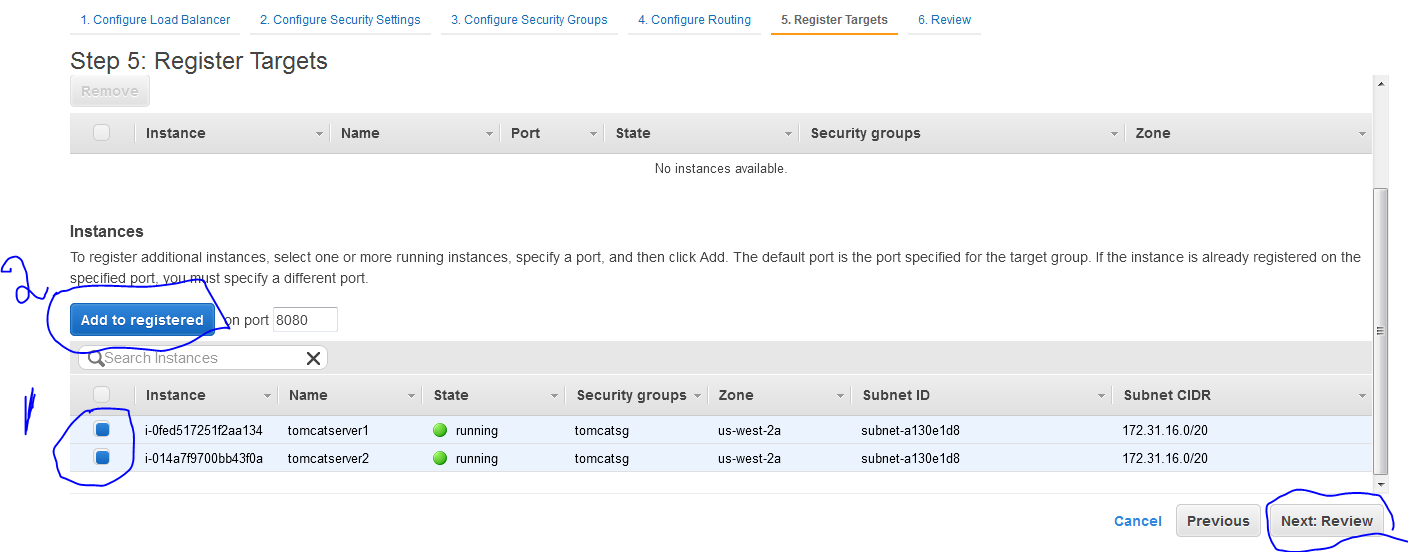 1. Configure Load Balancer 2. Configure Security Settings 3. Configure Security Groups 4. Configure Routing 5. Register Targets 6. Review
Step 5: Register Targets
Remove
Instance Name Port State Security groups Zone
No instances available.
Instances
To register additional instances, select one or more running instances, specify a port, and then click Add. The default port is the port specified for the target group. If the instance is already registered on the
specified port, you must specify a different port.
2
Add to registered on port 8080
Search Instances
1
Instance Name State Security groups Zone Subnet ID Subnet CIDR
i-0fed517251f2aa134 tomcatserver1 running tomcatsg us-west-2a subnet-a130e1d8 172.31.16.0/20
i-014a7f9700bb43f0a tomcatserver2 running tomcatsg us-west-2a subnet-a130e1d8 172.31.16.0/20
Cancel Previous Next: Review